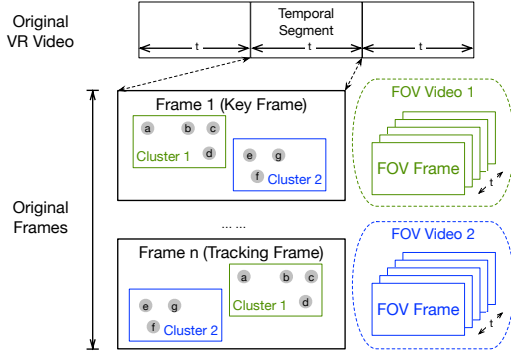 Original
VR Video
Temporal
Segment
t
t
t
Original
Frames
Frame 1 (Key Frame)
a
b
c
d
Cluster 1
e
g
f
Cluster 2
FOV Video 1
FOV Frame
t
... ...
Frame n (Tracking Frame)
a
b
c
d
Cluster 1
e
g
f
Cluster 2
FOV Video 2
FOV Frame
t